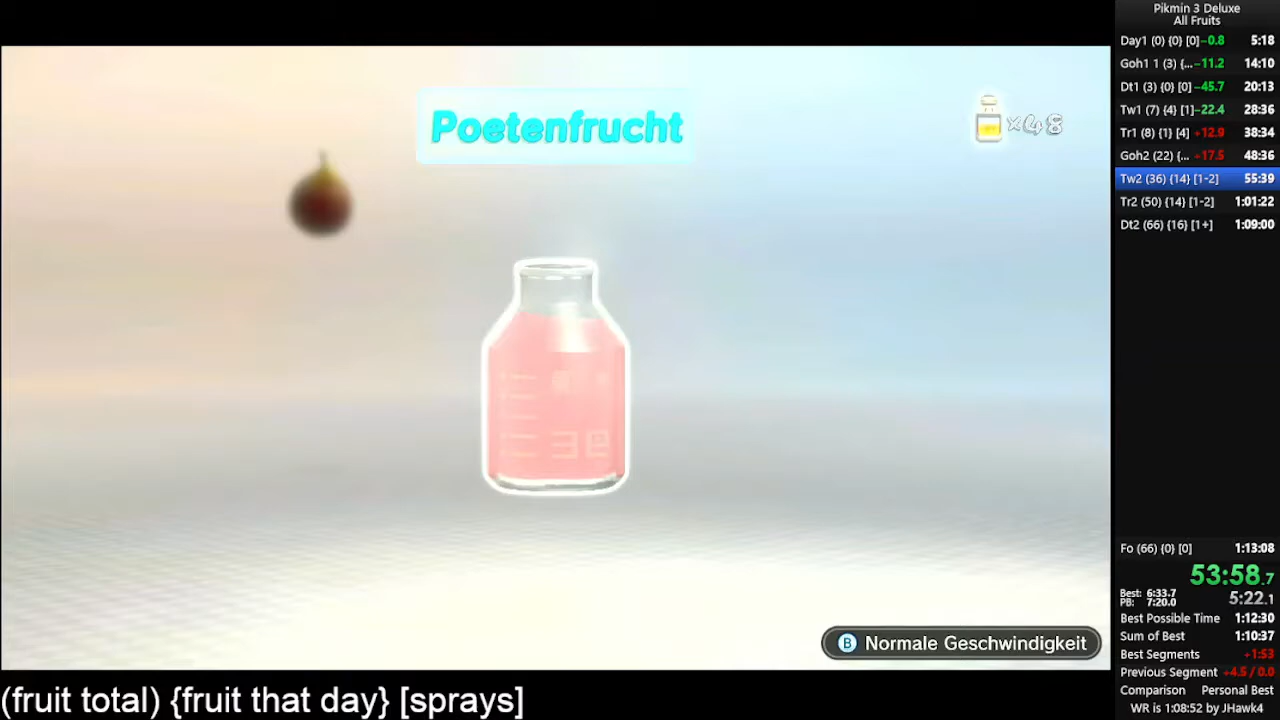 Poetenfrucht
×48
B Normale Geschwindigkeit
(fruit total) {fruit that day} [sprays]
Pikmin 3 Deluxe
All Fruits
Day1 (0) {0} [0] −0.8 5:18
Goh1 1 (3) {... −11.2 14:10
Dt1 (3) {0} [0] −45.7 20:13
Tw1 (7) {4} [1] −22.4 28:36
Tr1 (8) {1} [4] +12.9 38:34
Goh2 (22) {... +17.5 48:36
Tw2 (36) {14} [1-2] 55:39
Tr2 (50) {14} [1-2] 1:01:22
Dt2 (66) {16} [1+] 1:09:00
Fo (66) {0} [0] 1:13:08
53:58.7
Best: 6:33.7
PB: 7:20.0 5:22.1
Best Possible Time 1:12:30
Sum of Best 1:10:37
Best Segments +1:53
Previous Segment +4.5 / 0.0
Comparison Personal Best
WR is 1:08:52 by JHawk4